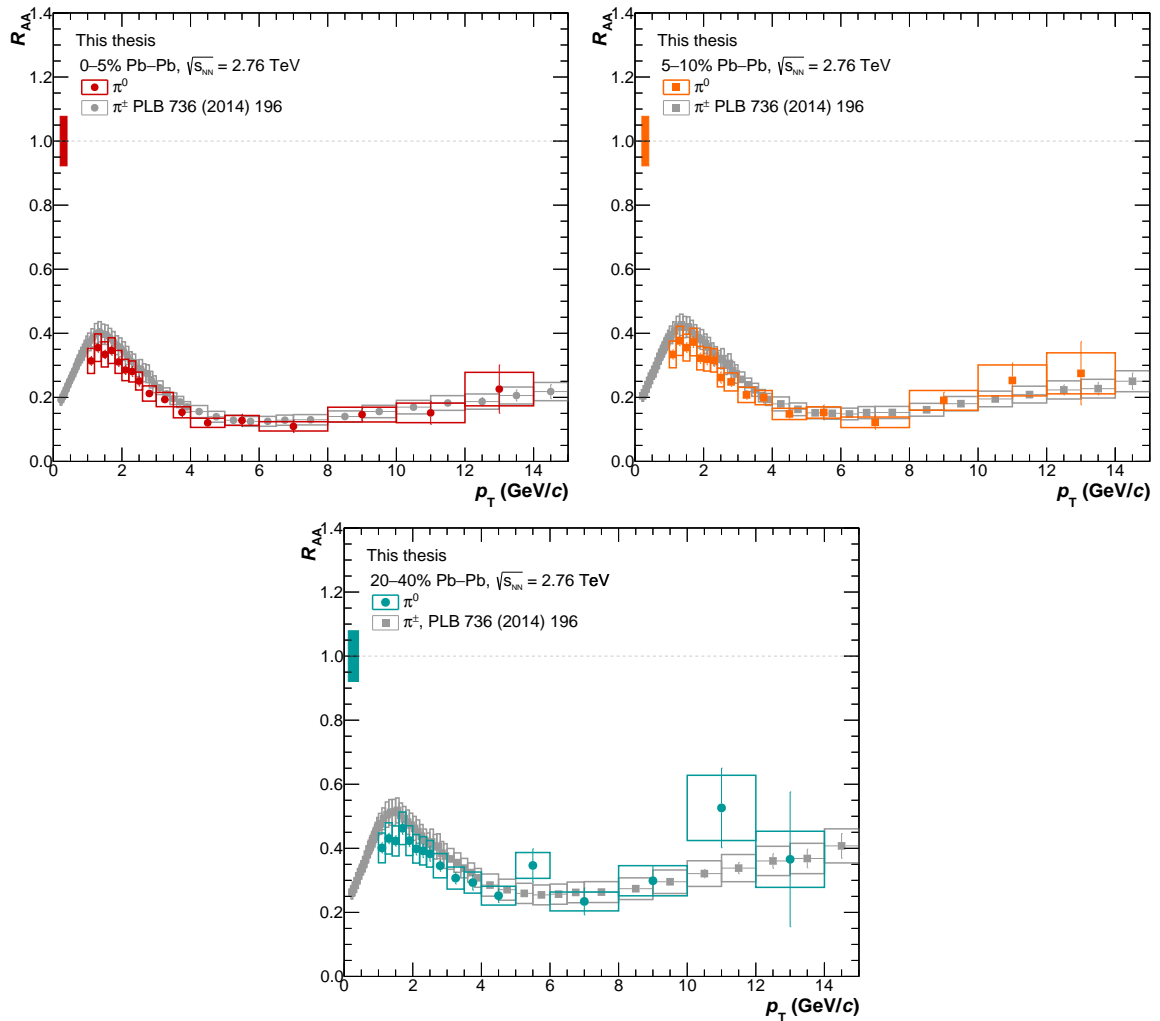 R_AA
1.4
1.2
1.0
0.8
0.6
0.4
0.2
0.0
This thesis
0–5% Pb–Pb, √s_NN = 2.76 TeV
π⁰
π± PLB 736 (2014) 196
0 2 4 6 8 10 12 14
p_T (GeV/c)
R_AA
1.4
1.2
1.0
0.8
0.6
0.4
0.2
0.0
This thesis
5–10% Pb–Pb, √s_NN = 2.76 TeV
π⁰
π± PLB 736 (2014) 196
0 2 4 6 8 10 12 14
p_T (GeV/c)
R_AA
1.4
1.2
1.0
0.8
0.6
0.4
0.2
0.0
This thesis
20–40% Pb–Pb, √s_NN = 2.76 TeV
π⁰
π±, PLB 736 (2014) 196
0 2 4 6 8 10 12 14
p_T (GeV/c)